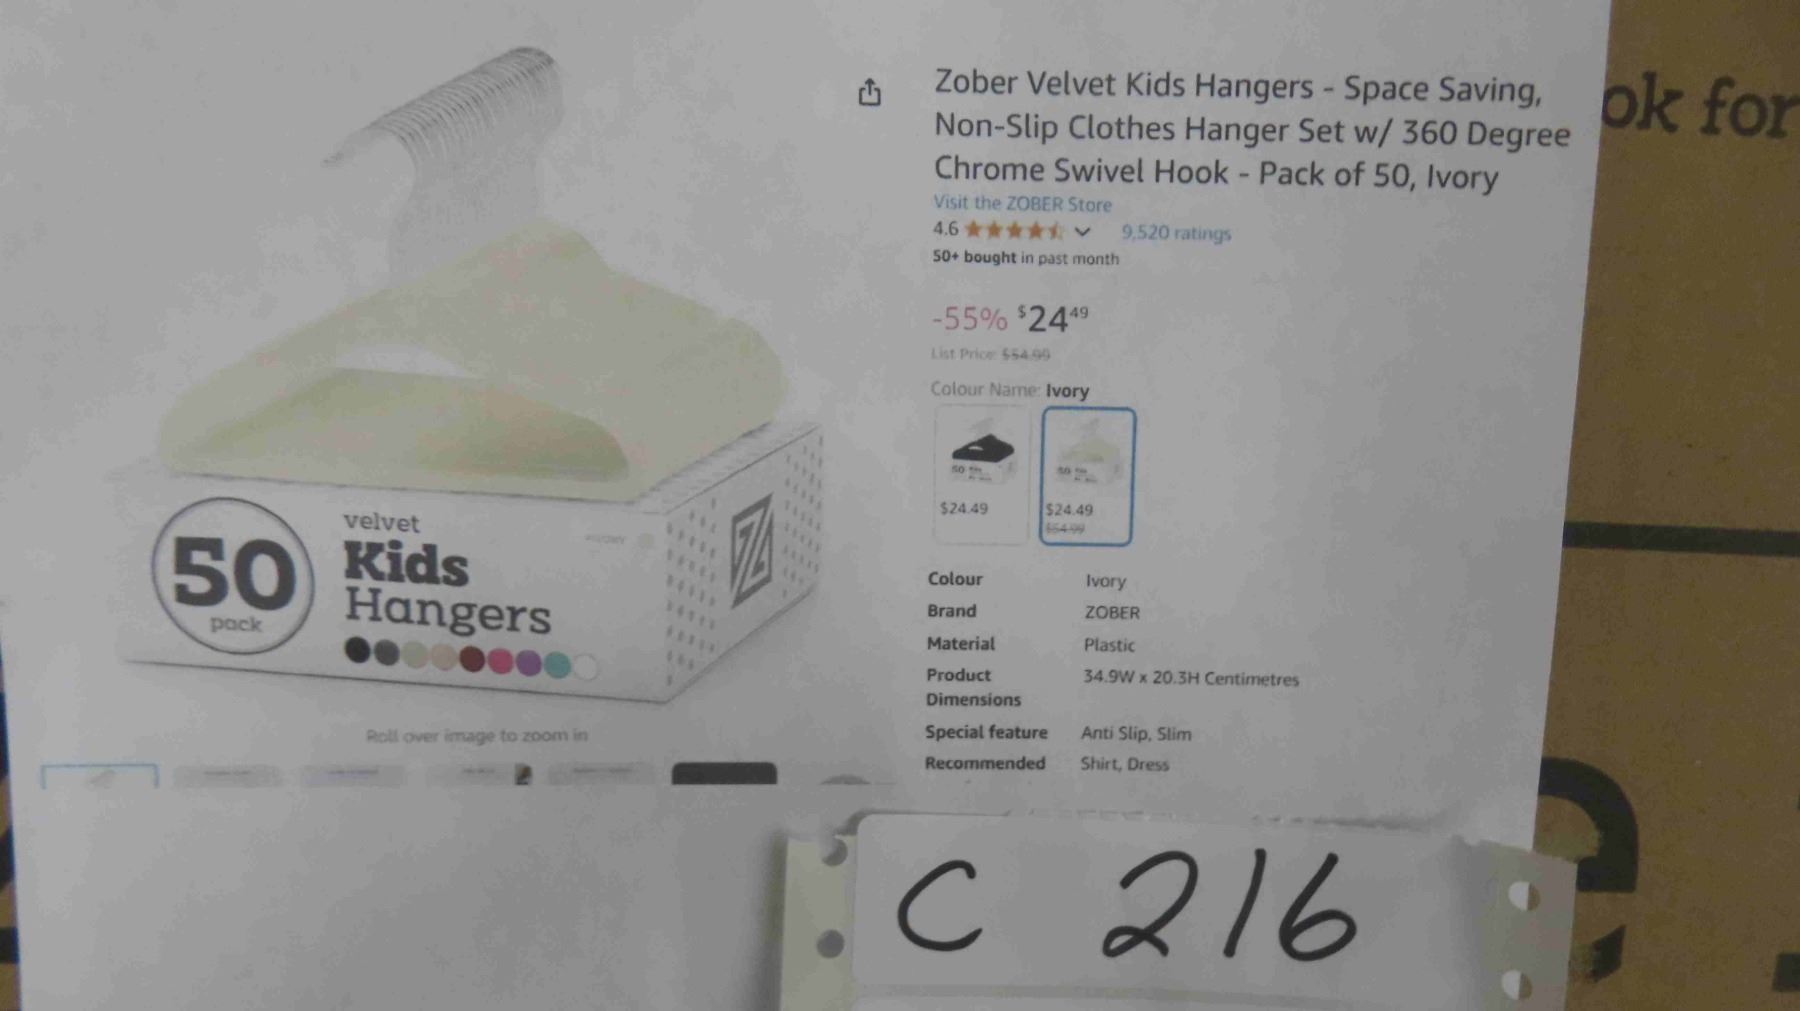 Zober Velvet Kids Hangers - Space Saving,
Non-Slip Clothes Hanger Set w/ 360 Degree
Chrome Swivel Hook - Pack of 50, Ivory
Visit the ZOBER Store
4.6 9,520 ratings
50+ bought in past month
-55% $24 49
List Price: $54.99
Colour Name: Ivory
50
50
$24.49
$24.49
$54.99
Colour Ivory
Brand ZOBER
Material Plastic
Product Dimensions 34.9W x 20.3H Centimetres
Special feature Anti Slip, Slim
Recommended Shirt, Dress
50
pack
velvet
Kids
Hangers
Z
Roll over image to zoom in
ok for
C 216